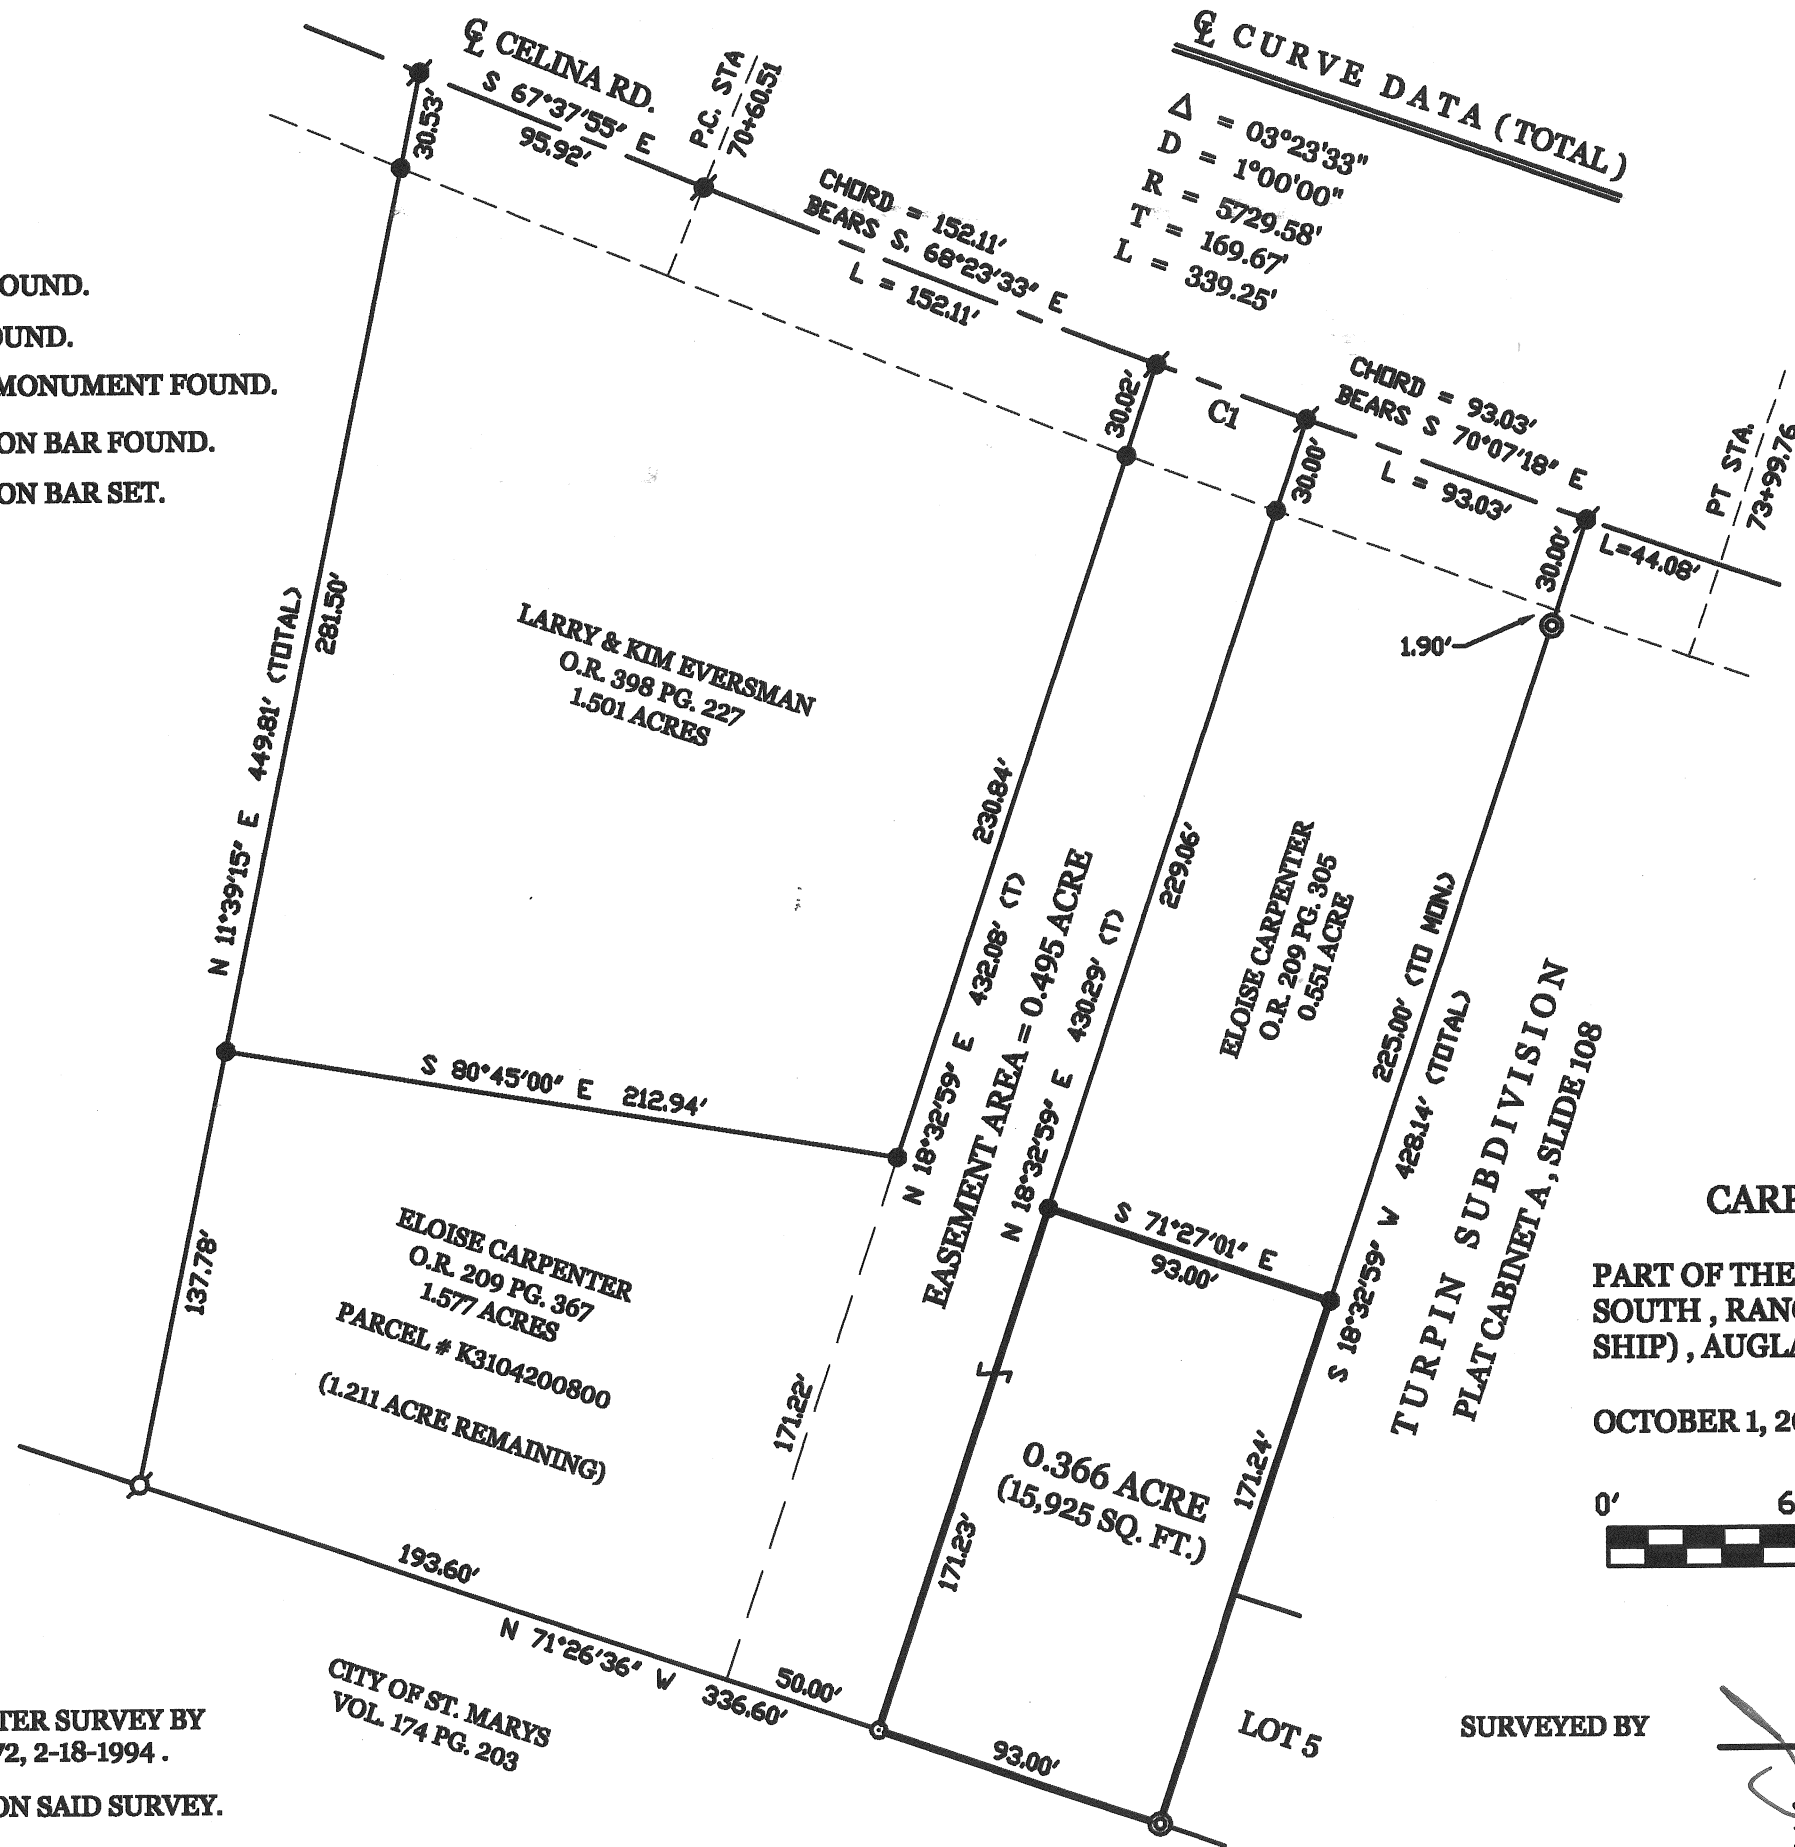 ℄ CELINA RD.
S 67°37'55" E
95.92'
30.53'
P.C. STA
70+60.51
℄ CURVE DATA (TOTAL)
Δ = 03°23'33"
D = 1°00'00"
R = 5729.58'
T = 169.67'
L = 339.25'
CHORD = 152.11'
BEARS S. 68°23'33" E
L = 152.11'
30.02'
C1
30.00'
CHORD = 93.03'
BEARS S 70°07'18" E
L = 93.03'
30.00'
L=44.08'
PT STA.
73+99.76
1.90'
OUND.
OUND.
MONUMENT FOUND.
ON BAR FOUND.
ON BAR SET.
N 11°39'15" E 449.81' (TOTAL)
281.50'
LARRY & KIM EVERSMAN
O.R. 398 PG. 227
1.501 ACRES
230.84'
N 18°32'59" E 432.08' (T)
EASEMENT AREA = 0.495 ACRE
N 18°32'59" E 430.29' (T)
229.06'
ELOISE CARPENTER
O.R. 209 PG. 305
0.551 ACRE
225.00' (TO MON.)
S 18°32'59" W 428.14' (TOTAL)
TURPIN SUBDIVISION
PLAT CABINET A, SLIDE 108
S 80°45'00" E 212.94'
137.78'
ELOISE CARPENTER
O.R. 209 PG. 367
1.577 ACRES
PARCEL # K3104200800
(1.211 ACRE REMAINING)
171.22'
S 71°27'01" E
93.00'
0.366 ACRE
(15,925 SQ. FT.)
171.23'
171.24'
193.60'
N 71°26'36" W 336.60'
50.00'
93.00'
CITY OF ST. MARYS
VOL. 174 PG. 203
LOT 5
CARP
PART OF THE
SOUTH , RANG
SHIP) , AUGLA
OCTOBER 1, 20
0' 6
SURVEYED BY
TER SURVEY BY
72, 2-18-1994 .
ON SAID SURVEY.